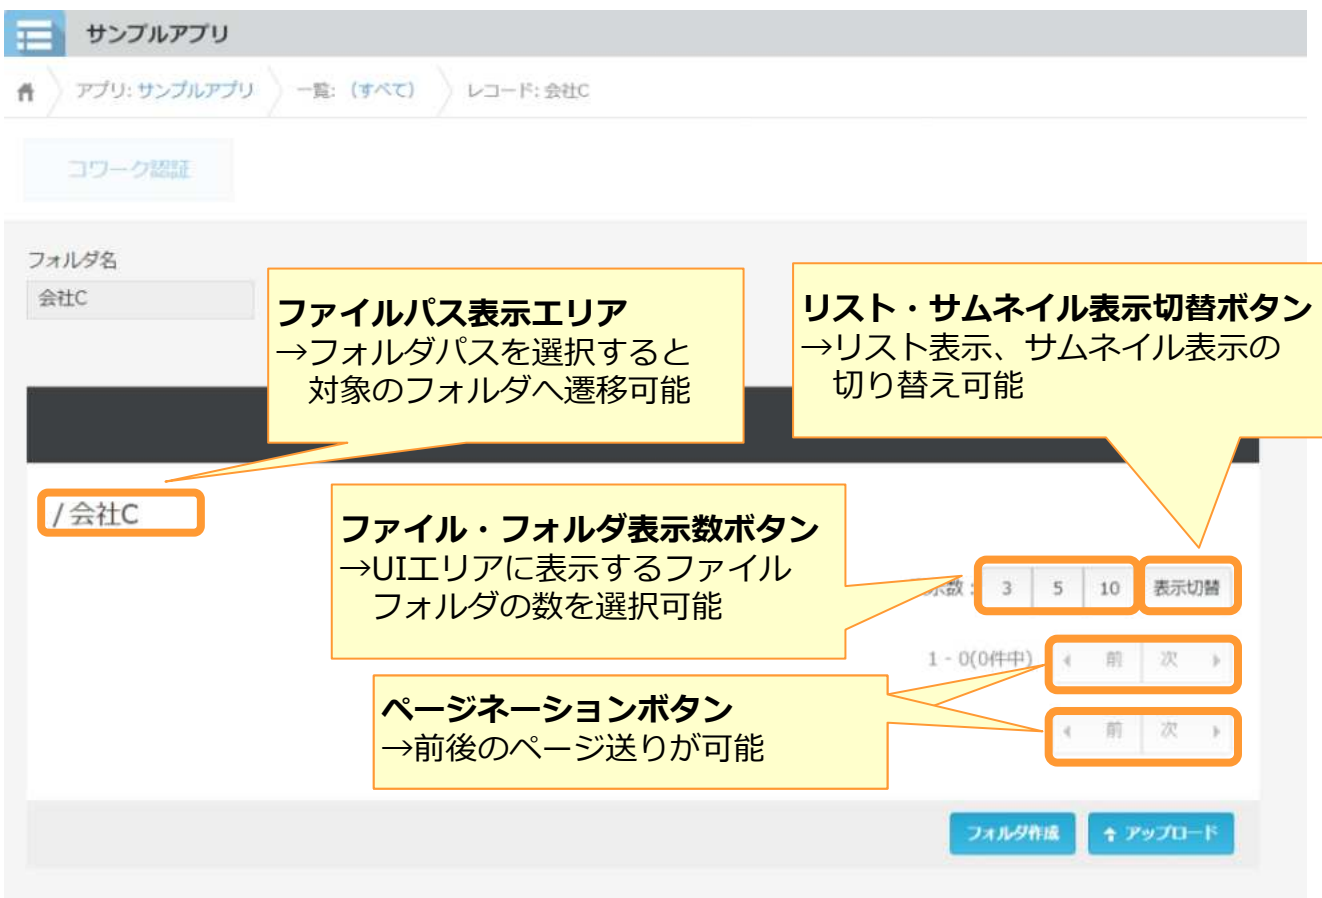 サンプルアプリ
アプリ: サンプルアプリ 一覧: (すべて) レコード: 会社C
コワーク認証
フォルダ名
会社C
ファイルパス表示エリア
→フォルダパスを選択すると
対象のフォルダへ遷移可能
リスト・サムネイル表示切替ボタン
→リスト表示、サムネイル表示の
切り替え可能
/ 会社C
ファイル・フォルダ表示数ボタン
→UIエリアに表示するファイル
フォルダの数を選択可能
示数 : 3 5 10 表示切替
1 - 0(0件中) 前 次
ページネーションボタン
→前後のページ送りが可能
前 次
フォルダ作成 アップロード